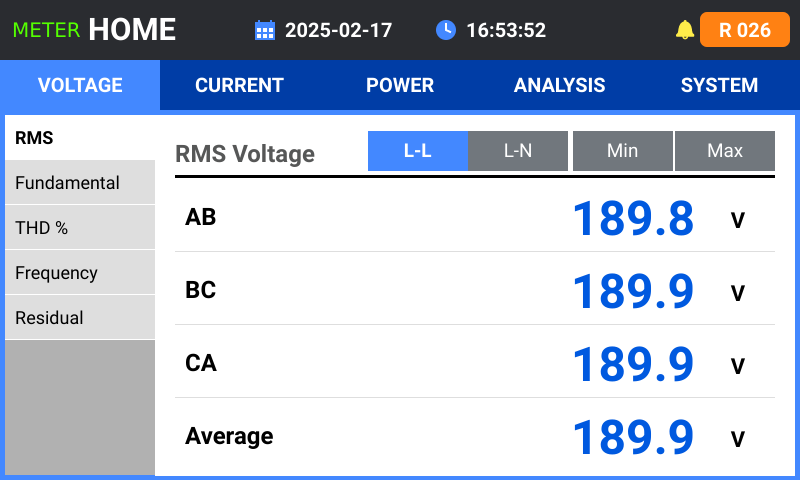 METER HOME 2025-02-17 16:53:52 R 026
VOLTAGE CURRENT POWER ANALYSIS SYSTEM
RMS
Fundamental
THD %
Frequency
Residual
RMS Voltage L-L L-N Min Max
AB 189.8 V
BC 189.9 V
CA 189.9 V
Average 189.9 V